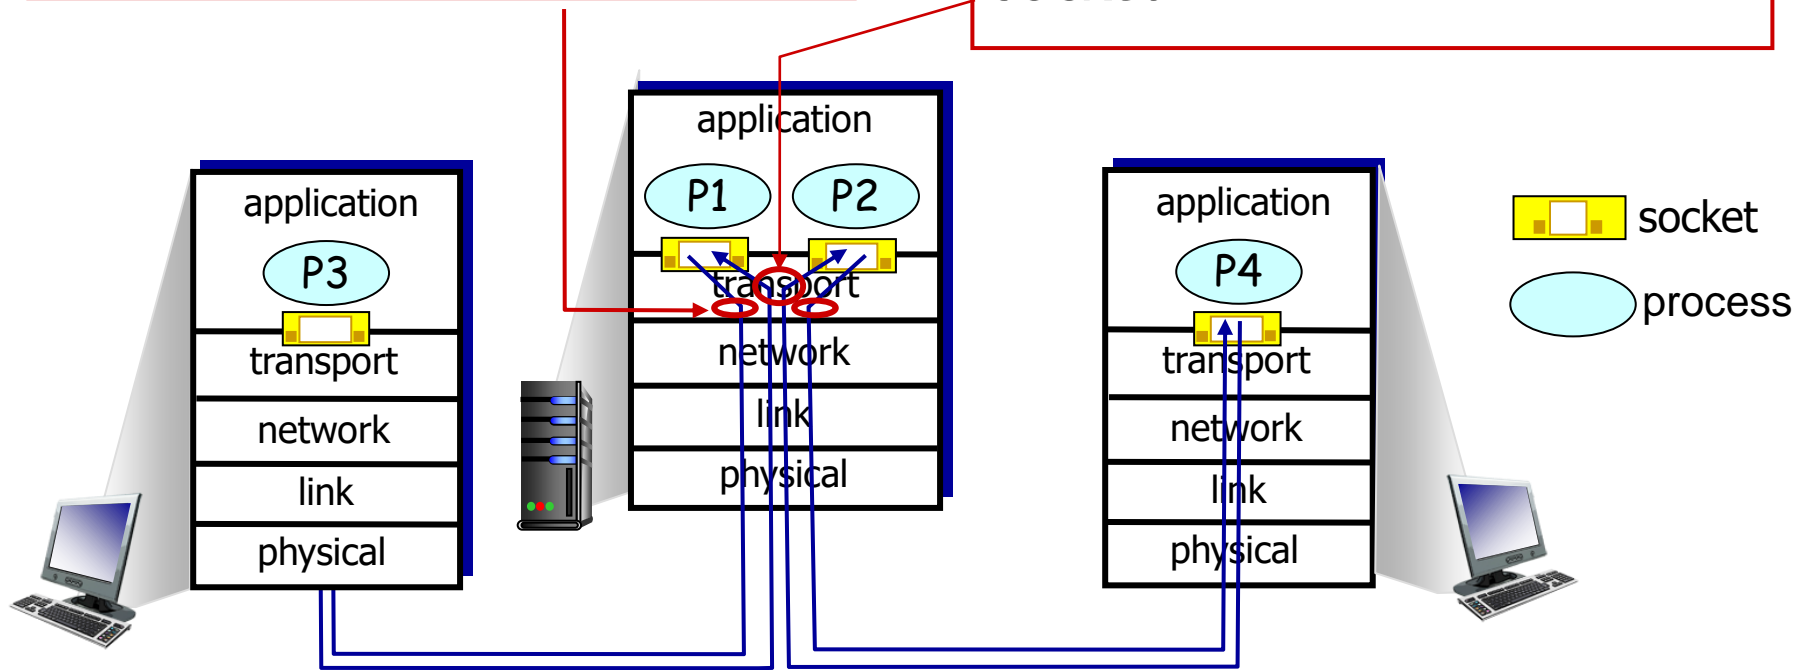 application
P1
P2
transport
network
link
physical
application
P3
transport
network
link
physical
application
P4
transport
network
link
physical
socket
process